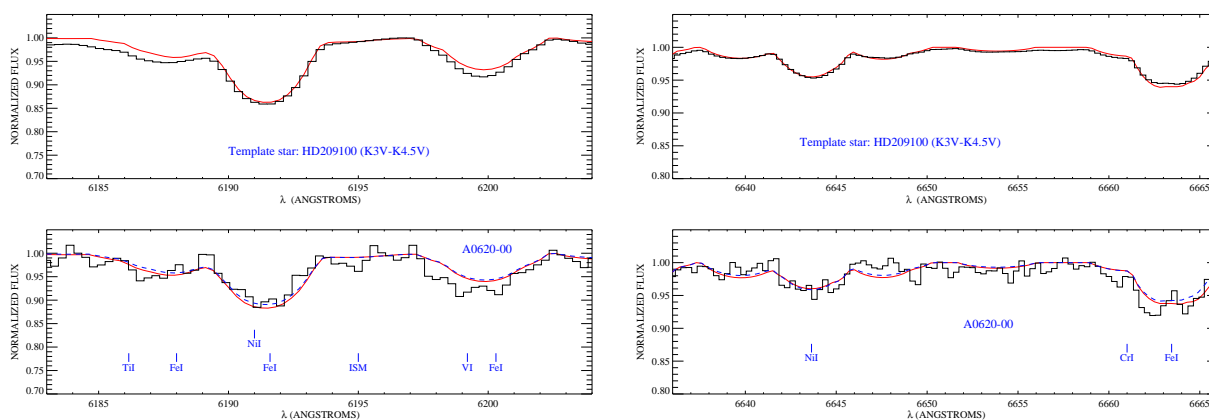 NORMALIZED FLUX
1.00
0.95
0.90
0.85
0.80
0.75
0.70
Template star: HD209100 (K3V-K4.5V)
6185
6190
6195
6200
λ (ANGSTROMS)
NORMALIZED FLUX
1.00
0.95
0.90
0.85
0.80
Template star: HD209100 (K3V-K4.5V)
6640
6645
6650
6655
6660
6665
λ (ANGSTROMS)
NORMALIZED FLUX
1.00
0.95
0.90
0.85
0.80
0.75
0.70
A0620-00
NiI
TiI
FeI
FeI
ISM
VI
FeI
6185
6190
6195
6200
λ (ANGSTROMS)
NORMALIZED FLUX
1.00
0.95
0.90
0.85
0.80
A0620-00
NiI
CrI
FeI
6640
6645
6650
6655
6660
6665
λ (ANGSTROMS)